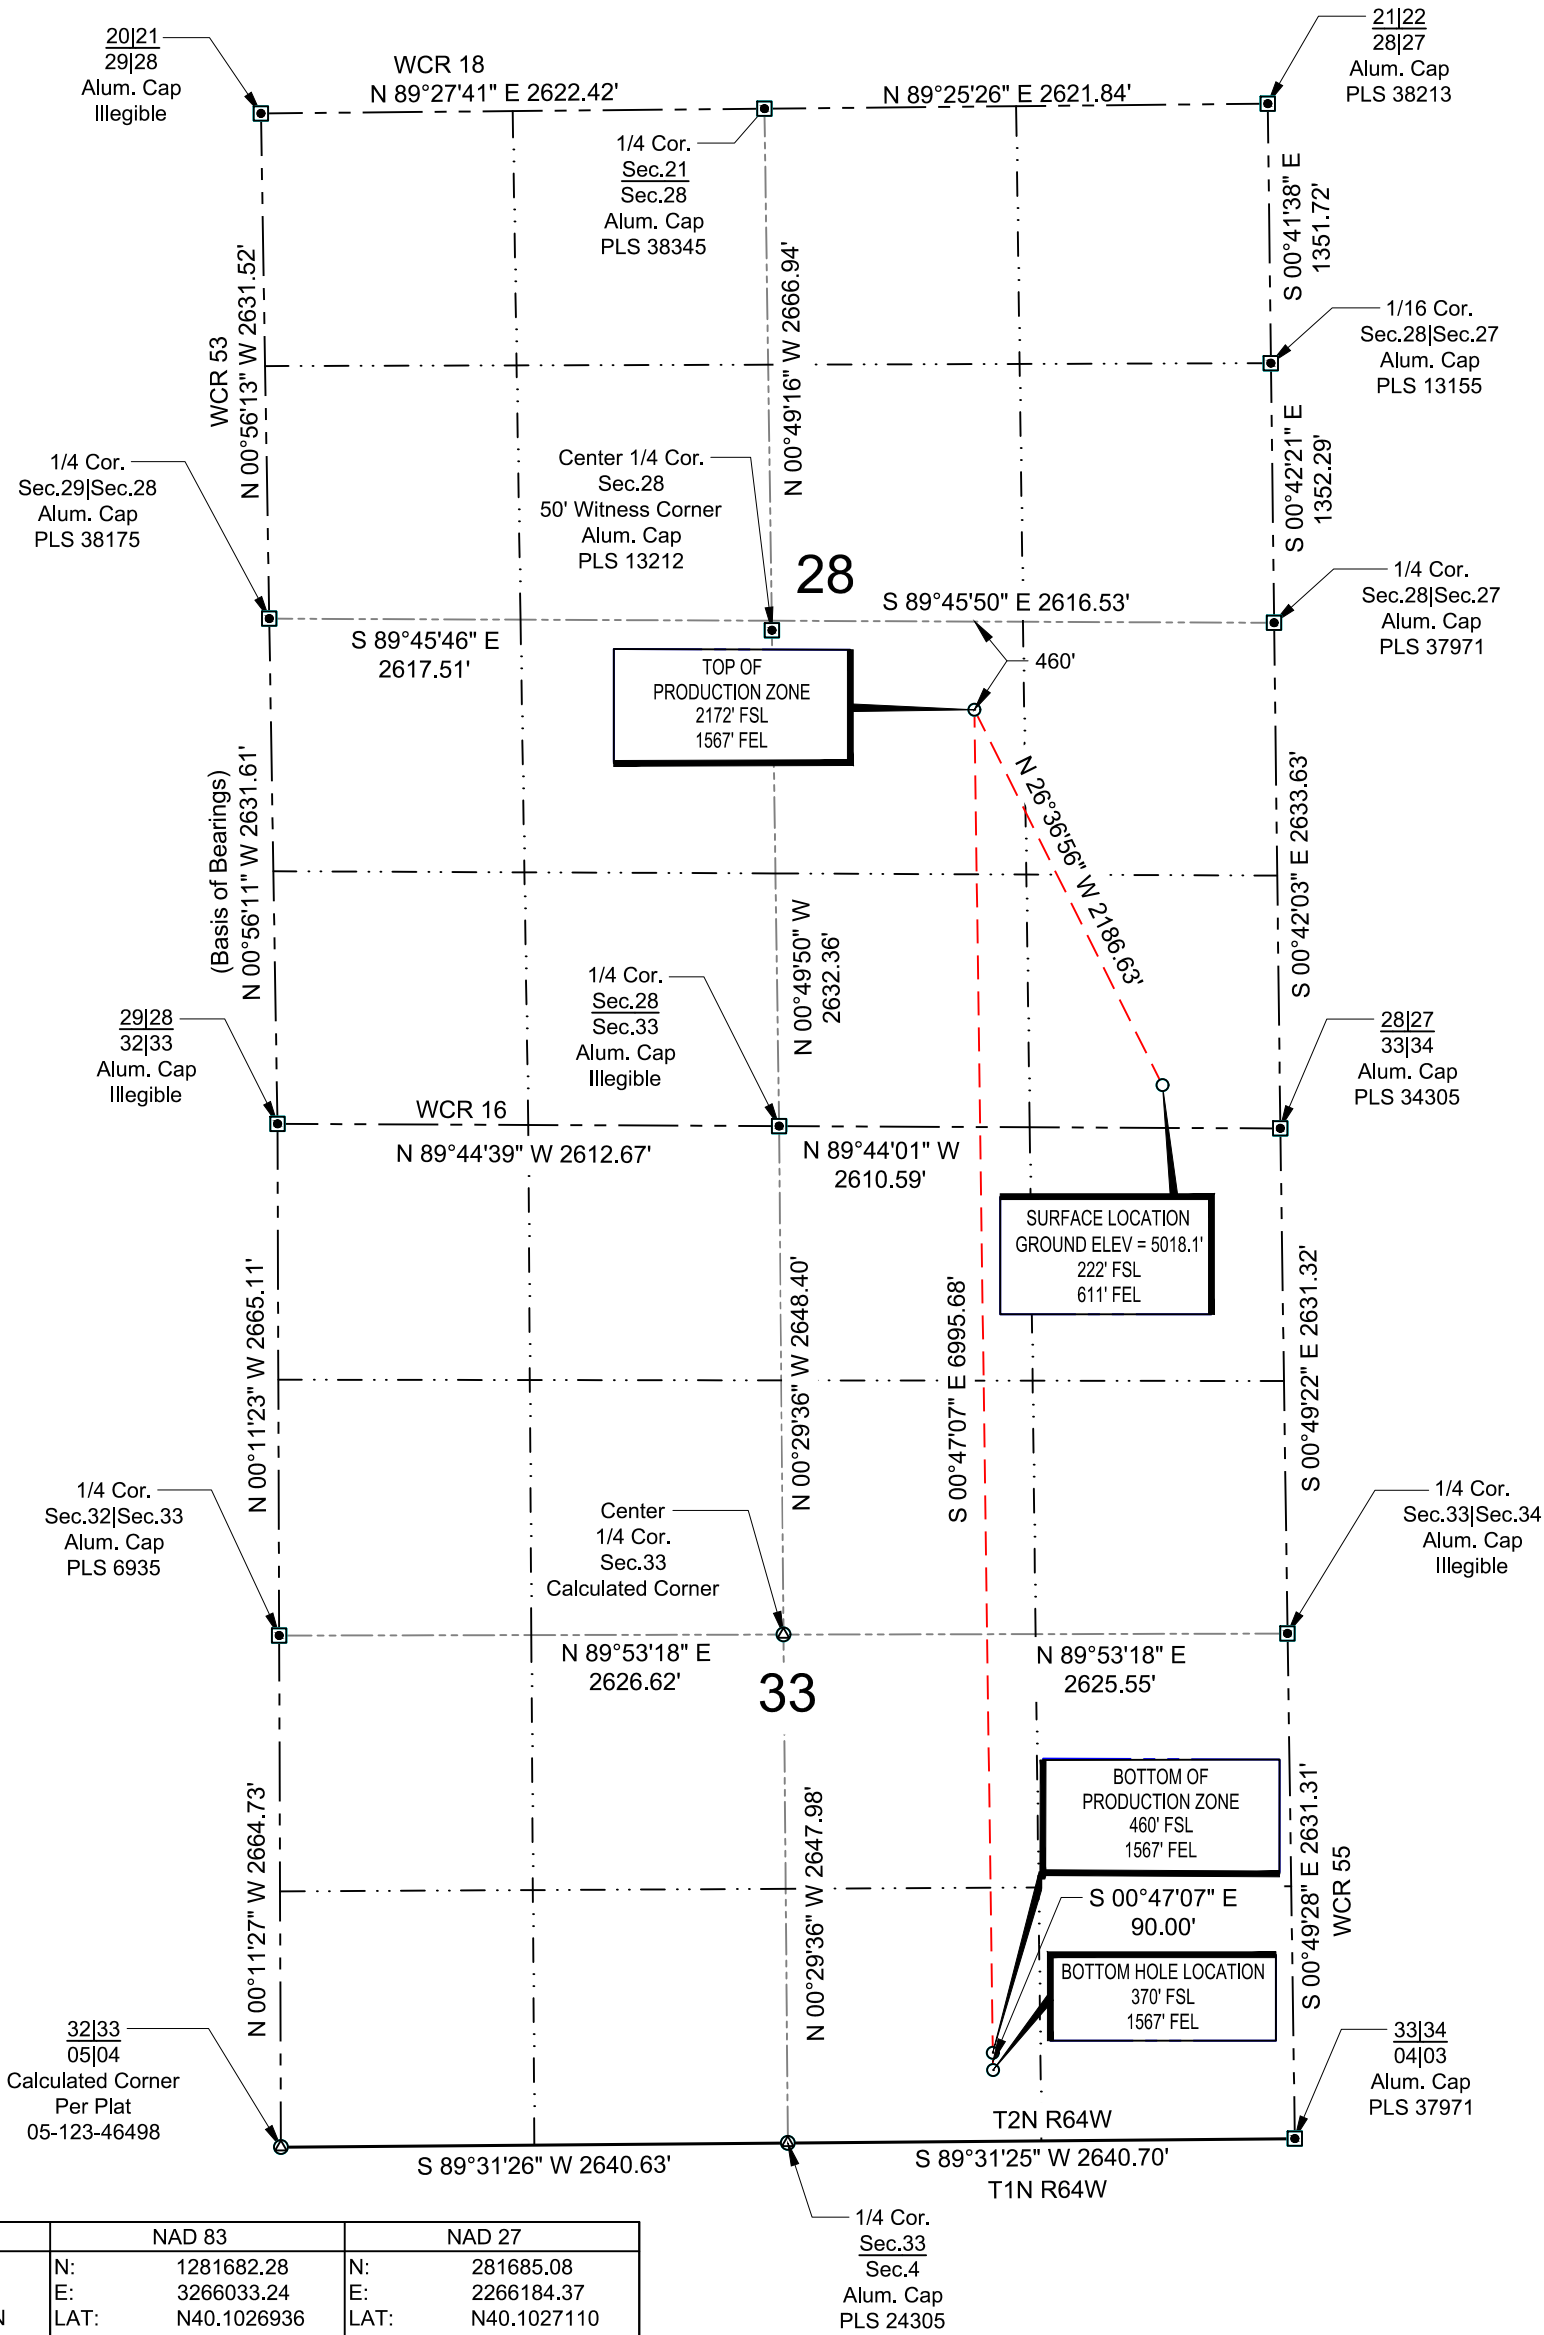 20|21
29|28
Alum. Cap
Illegible
WCR 18
N 89°27'41" E 2622.42'
N 89°25'26" E 2621.84'
21|22
28|27
Alum. Cap
PLS 38213
1/4 Cor.
Sec.21
Sec.28
Alum. Cap
PLS 38345
S 00°41'38" E
1351.72'
WCR 53
N 00°56'13" W 2631.52'
N 00°49'16" W 2666.94'
1/16 Cor.
Sec.28|Sec.27
Alum. Cap
PLS 13155
S 00°42'21" E
1352.29'
1/4 Cor.
Sec.29|Sec.28
Alum. Cap
PLS 38175
Center 1/4 Cor.
Sec.28
50' Witness Corner
Alum. Cap
PLS 13212
28
1/4 Cor.
Sec.28|Sec.27
Alum. Cap
PLS 37971
S 89°45'46" E
2617.51'
S 89°45'50" E 2616.53'
460'
TOP OF
PRODUCTION ZONE
2172' FSL
1567' FEL
(Basis of Bearings)
N 00°56'11" W 2631.61'
N 26°36'56" W 2186.63'
S 00°42'03" E 2633.63'
N 00°49'50" W
2632.36'
29|28
32|33
Alum. Cap
Illegible
1/4 Cor.
Sec.28
Sec.33
Alum. Cap
Illegible
28|27
33|34
Alum. Cap
PLS 34305
WCR 16
N 89°44'39" W 2612.67'
N 89°44'01" W
2610.59'
SURFACE LOCATION
GROUND ELEV = 5018.1'
222' FSL
611' FEL
N 00°11'23" W 2665.11'
N 00°29'36" W 2648.40'
S 00°47'07" E 6995.68'
S 00°49'22" E 2631.32'
1/4 Cor.
Sec.32|Sec.33
Alum. Cap
PLS 6935
Center
1/4 Cor.
Sec.33
Calculated Corner
1/4 Cor.
Sec.33|Sec.34
Alum. Cap
Illegible
N 89°53'18" E
2626.62'
33
N 89°53'18" E
2625.55'
N 00°11'27" W 2664.73'
N 00°29'36" W 2647.98'
BOTTOM OF
PRODUCTION ZONE
460' FSL
1567' FEL
S 00°49'28" E 2631.31'
WCR 55
S 00°47'07" E
90.00'
BOTTOM HOLE LOCATION
370' FSL
1567' FEL
32|33
05|04
Calculated Corner
Per Plat
05-123-46498
33|34
04|03
Alum. Cap
PLS 37971
T2N R64W
S 89°31'26" W 2640.63'
S 89°31'25" W 2640.70'
T1N R64W
1/4 Cor.
Sec.33
Sec.4
Alum. Cap
PLS 24305
NAD 83 NAD 27
N: 1281682.28 N: 281685.08
E: 3266033.24 E: 2266184.37
N LAT: N40.1026936 LAT: N40.1027110